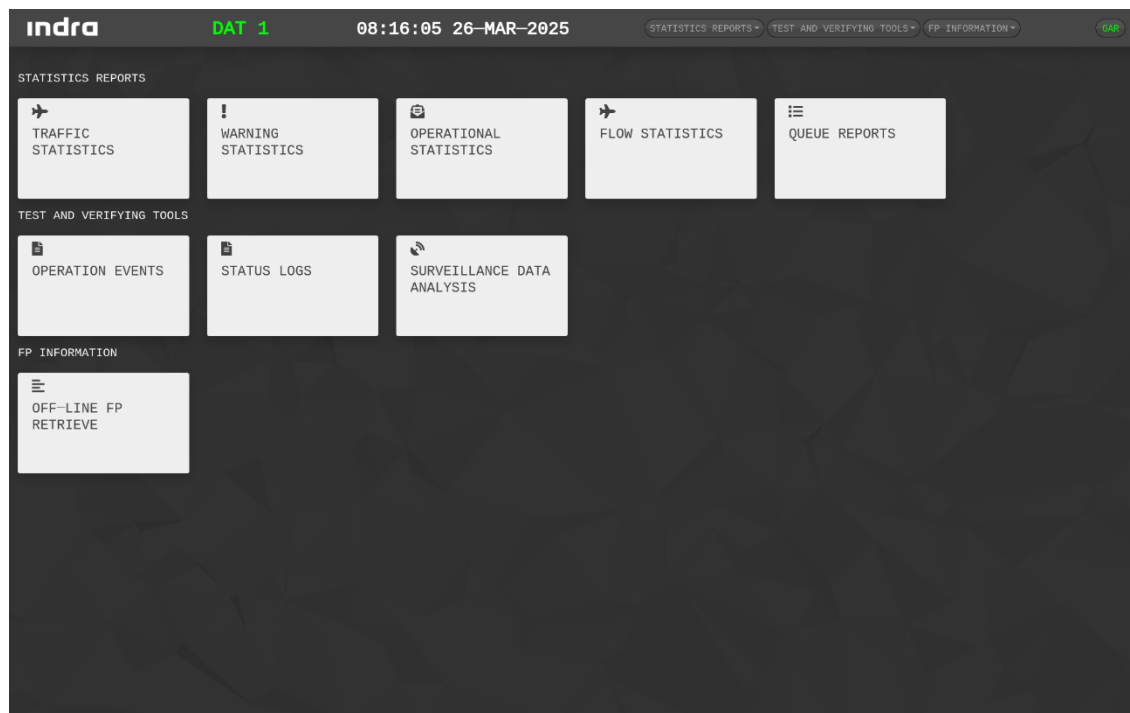 indra
DAT 1
08:16:05 26-MAR-2025
STATISTICS REPORTS
TEST AND VERIFYING TOOLS
FP INFORMATION
GAR
STATISTICS REPORTS
TRAFFIC
STATISTICS
WARNING
STATISTICS
OPERATIONAL
STATISTICS
FLOW STATISTICS
QUEUE REPORTS
TEST AND VERIFYING TOOLS
OPERATION EVENTS
STATUS LOGS
SURVEILLANCE DATA
ANALYSIS
FP INFORMATION
OFF-LINE FP
RETRIEVE